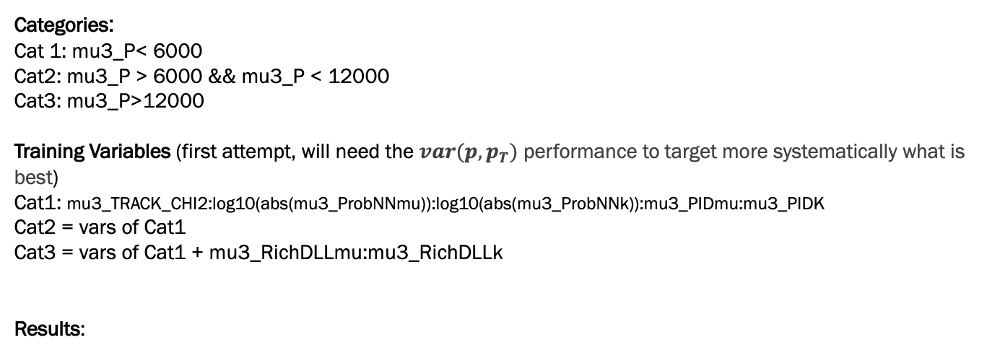 Categories:
Cat 1: mu3_P< 6000
Cat2: mu3_P > 6000 && mu3_P < 12000
Cat3: mu3_P>12000
Training Variables (first attempt, will need the var(p, p_T) performance to target more systematically what is
best)
Cat1: mu3_TRACK_CHI2:log10(abs(mu3_ProbNNmu)):log10(abs(mu3_ProbNNk)):mu3_PIDmu:mu3_PIDK
Cat2 = vars of Cat1
Cat3 = vars of Cat1 + mu3_RichDLLmu:mu3_RichDLLk
Results: